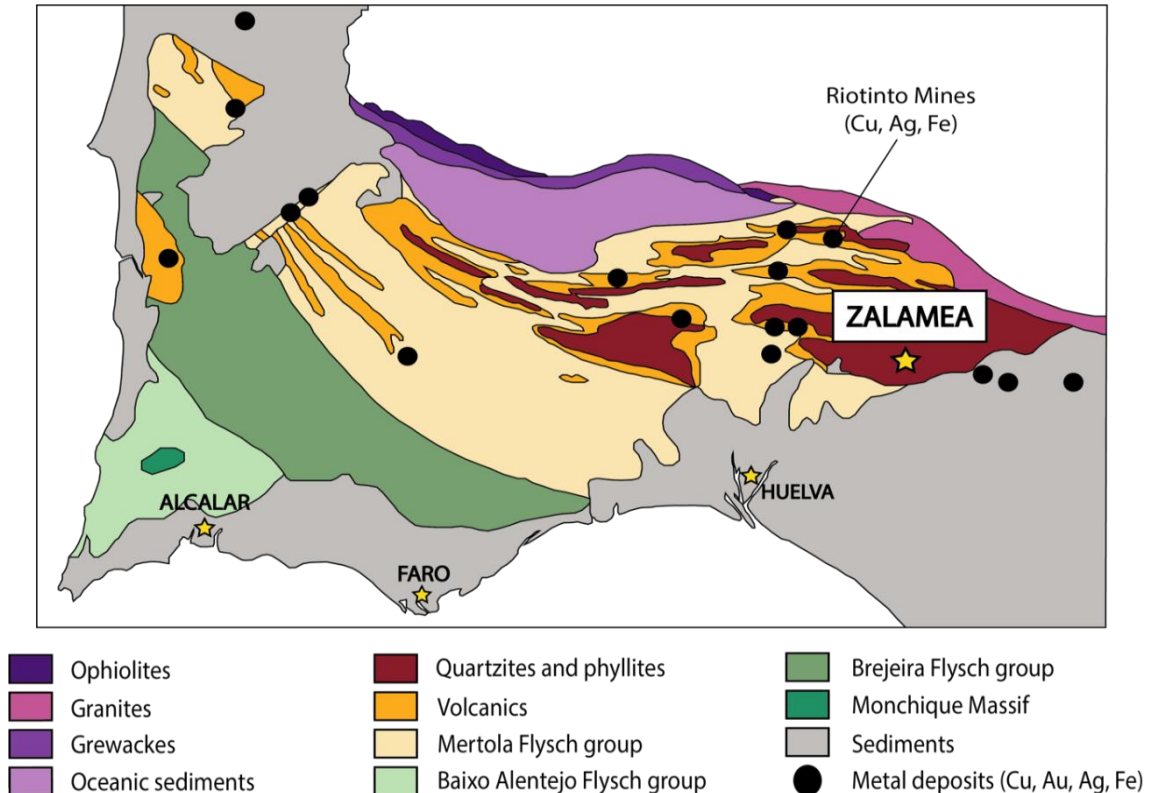 Riotinto Mines
(Cu, Ag, Fe)
ZALAMEA
HUELVA
ALCALAR
FARO
Ophiolites
Granites
Grewackes
Oceanic sediments
Quartzites and phyllites
Volcanics
Mertola Flysch group
Baixo Alentejo Flysch group
Brejeira Flysch group
Monchique Massif
Sediments
Metal deposits (Cu, Au, Ag, Fe)